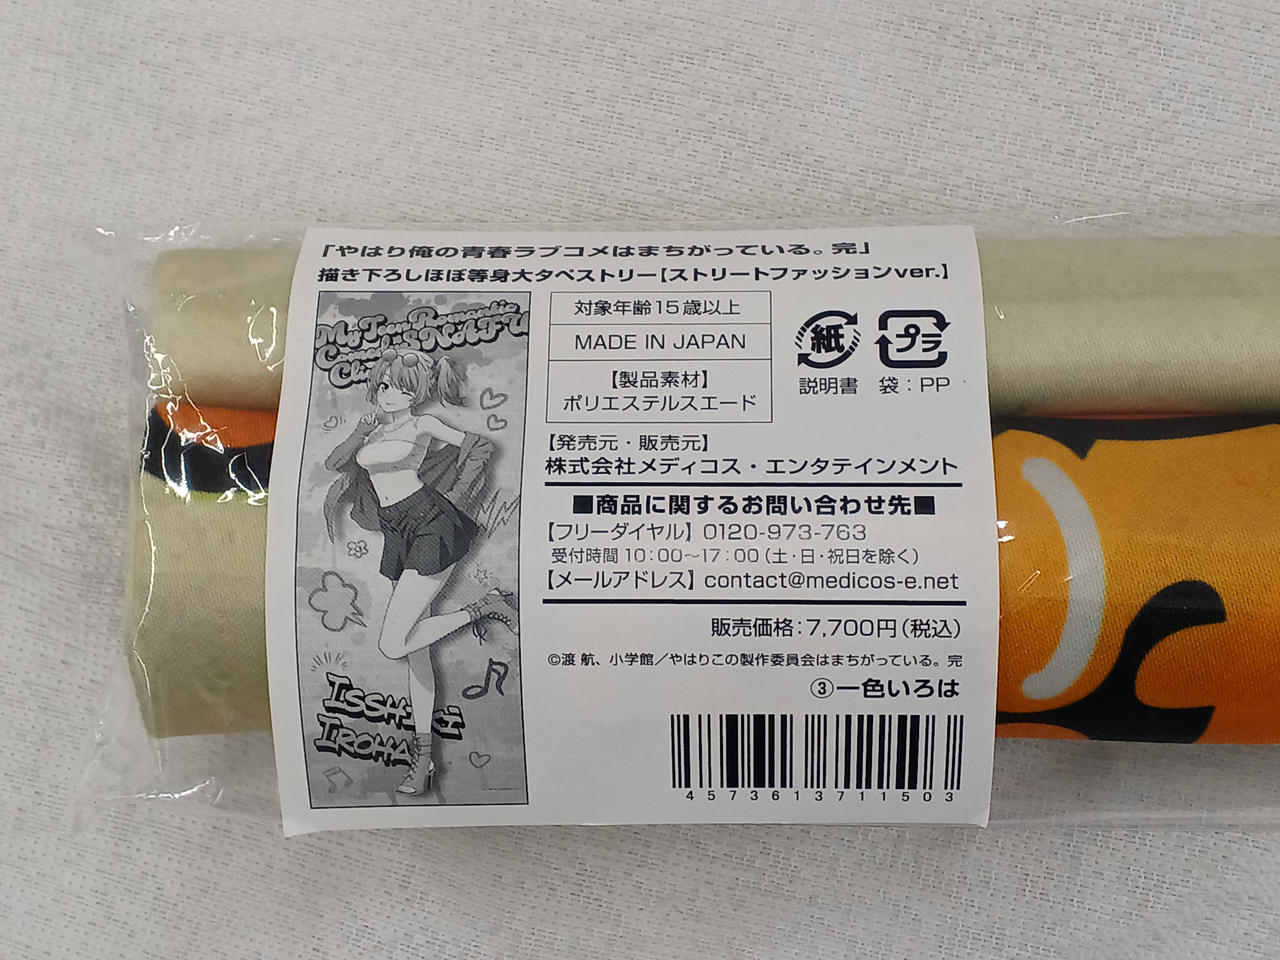 「やはり俺の青春ラブコメはまちがっている。完」
描き下ろしほぼ等身大タペストリー【ストリートファッションver.】
My Teen Romantic
Comedy SNAFU
Cli
ISSHIKI
IROHA
対象年齢15歳以上
MADE IN JAPAN
【製品素材】
ポリエステルスエード
紙
説明書
プラ
袋：PP
【発売元・販売元】
株式会社メディコス・エンタテインメント
■商品に関するお問い合わせ先■
【フリーダイヤル】0120-973-763
受付時間10：00～17：00（土・日・祝日を除く）
【メールアドレス】contact@medicos-e.net
販売価格：7,700円（税込）
©渡 航、小学館／やはりこの製作委員会はまちがっている。完
③一色いろは
4573613711503